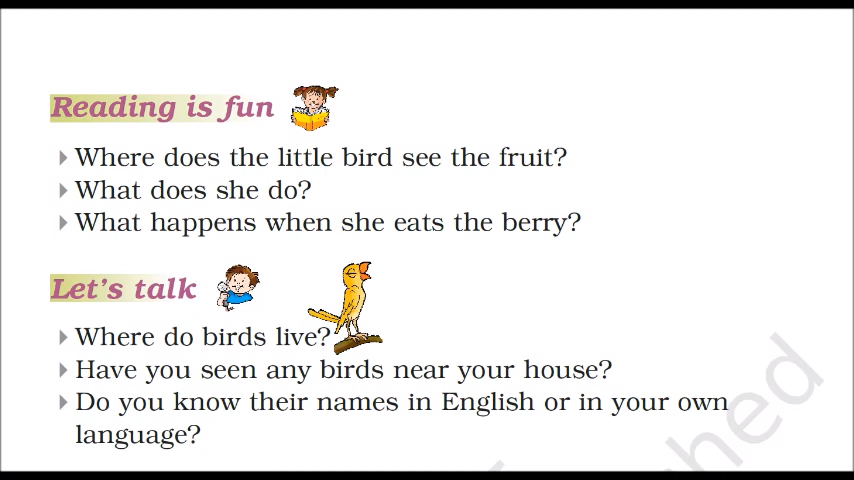 Reading is fun
Where does the little bird see the fruit?
What does she do?
What happens when she eats the berry?
Let's talk
Where do birds live?
Have you seen any birds near your house?
Do you know their names in English or in your own
language?